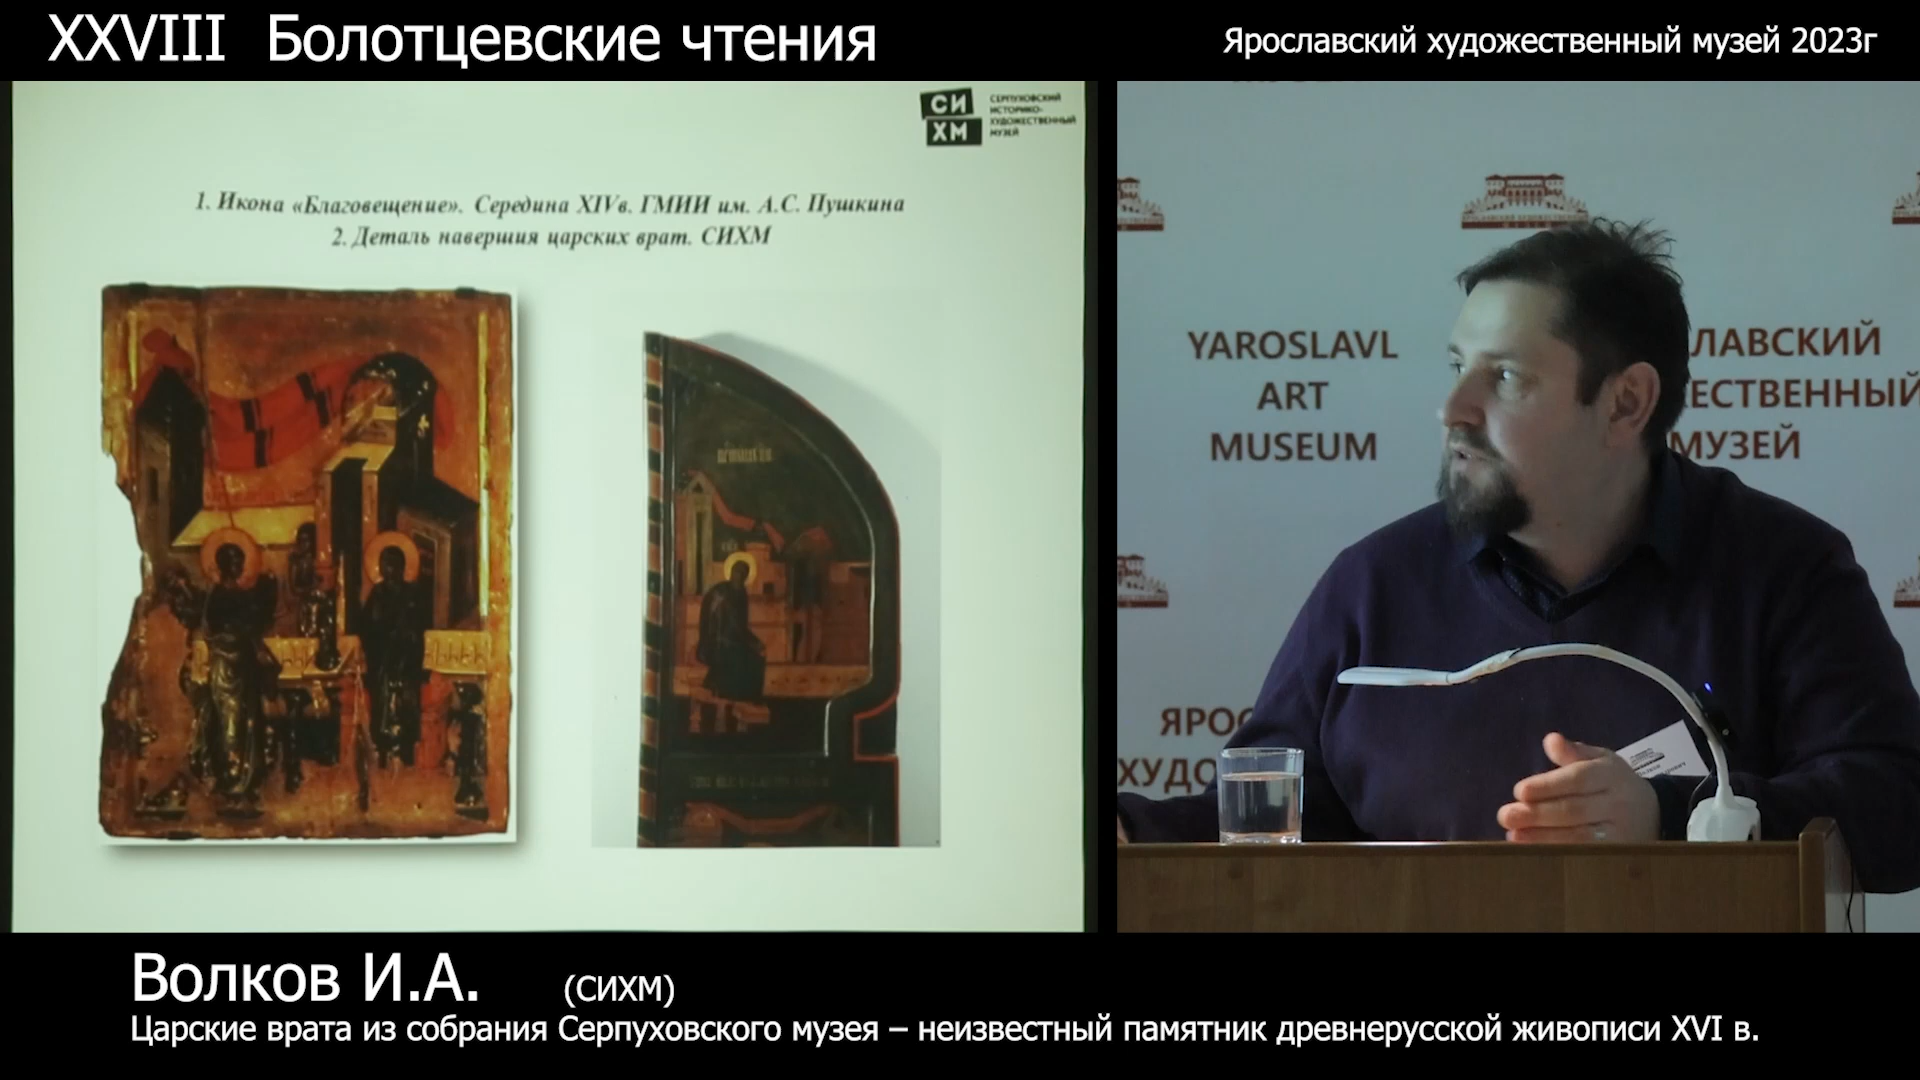 XXVIII Болотцевские чтения
Ярославский художественный музей 2023г
СИ
ХМ
СЕРПУХОВСКИЙ
ИСТОРИКО-
ХУДОЖЕСТВЕННЫЙ
МУЗЕЙ
1. Икона «Благовещение». Середина XIVв. ГМИИ им. А.С. Пушкина
2. Деталь навершия царских врат. СИХМ
YAROSLAVL
ART
MUSEUM
ЛАВСКИЙ
ЕСТВЕННЫЙ
МУЗЕЙ
ЯРОС
ХУДО
Волков И.А. (СИХМ)
Царские врата из собрания Серпуховского музея – неизвестный памятник древнерусской живописи XVI в.